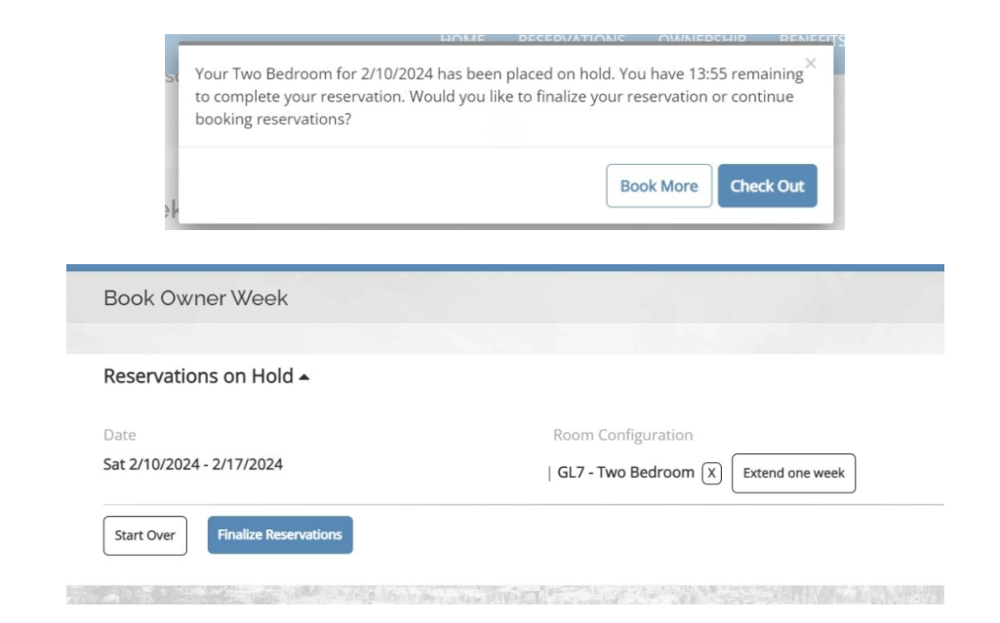 HOME RESERVATIONS OWNERSHIP BENEFITS
Your Two Bedroom for 2/10/2024 has been placed on hold. You have 13:55 remaining
to complete your reservation. Would you like to finalize your reservation or continue
booking reservations?
×
Book More Check Out
Book Owner Week
Reservations on Hold
Date Room Configuration
Sat 2/10/2024 - 2/17/2024 | GL7 - Two Bedroom X Extend one week
Start Over Finalize Reservations